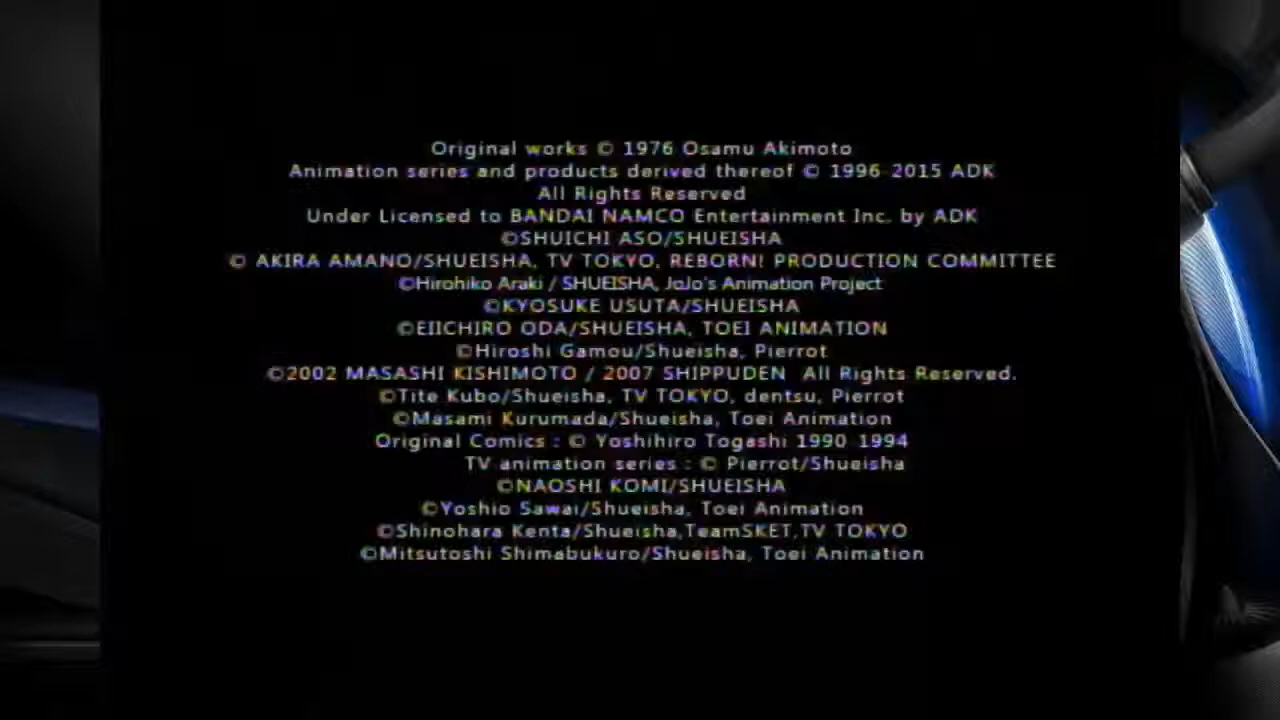 Original works © 1976 Osamu Akimoto
Animation series and products derived thereof © 1996-2015 ADK
All Rights Reserved
Under Licensed to BANDAI NAMCO Entertainment Inc. by ADK
©SHUICHI ASO/SHUEISHA
© AKIRA AMANO/SHUEISHA, TV TOKYO, REBORN! PRODUCTION COMMITTEE
©Hirohiko Araki / SHUEISHA, JoJo's Animation Project
©KYOSUKE USUTA/SHUEISHA
©EIICHIRO ODA/SHUEISHA, TOEI ANIMATION
©Hiroshi Gamou/Shueisha, Pierrot
©2002 MASASHI KISHIMOTO / 2007 SHIPPUDEN All Rights Reserved.
©Tite Kubo/Shueisha, TV TOKYO, dentsu, Pierrot
©Masami Kurumada/Shueisha, Toei Animation
Original Comics : © Yoshihiro Togashi 1990-1994
TV animation series : © Pierrot/Shueisha
©NAOSHI KOMI/SHUEISHA
©Yoshio Sawai/Shueisha, Toei Animation
©Shinohara Kenta/Shueisha,TeamSKET,TV TOKYO
©Mitsutoshi Shimabukuro/Shueisha, Toei Animation